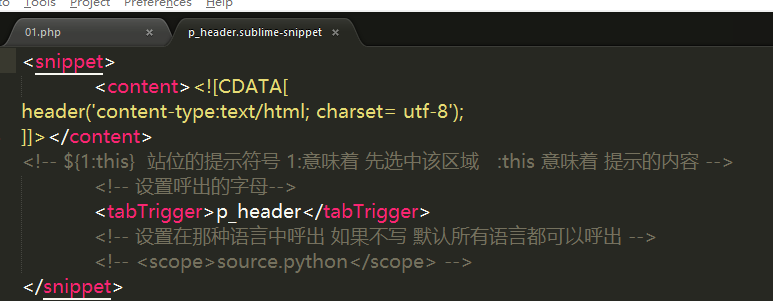 to Tools Project Preferences Help
01.php × p_header.sublime-snippet ×
<snippet>
<content><![CDATA[
header('content-type:text/html; charset= utf-8');
]]></content>
<!-- ${1:this} 站位的提示符号 1:意味着 先选中该区域 :this 意味着 提示的内容 -->
<!-- 设置呼出的字母-->
<tabTrigger>p_header</tabTrigger>
<!-- 设置在那种语言中呼出 如果不写 默认所有语言都可以呼出 -->
<!-- <scope>source.python</scope> -->
</snippet>